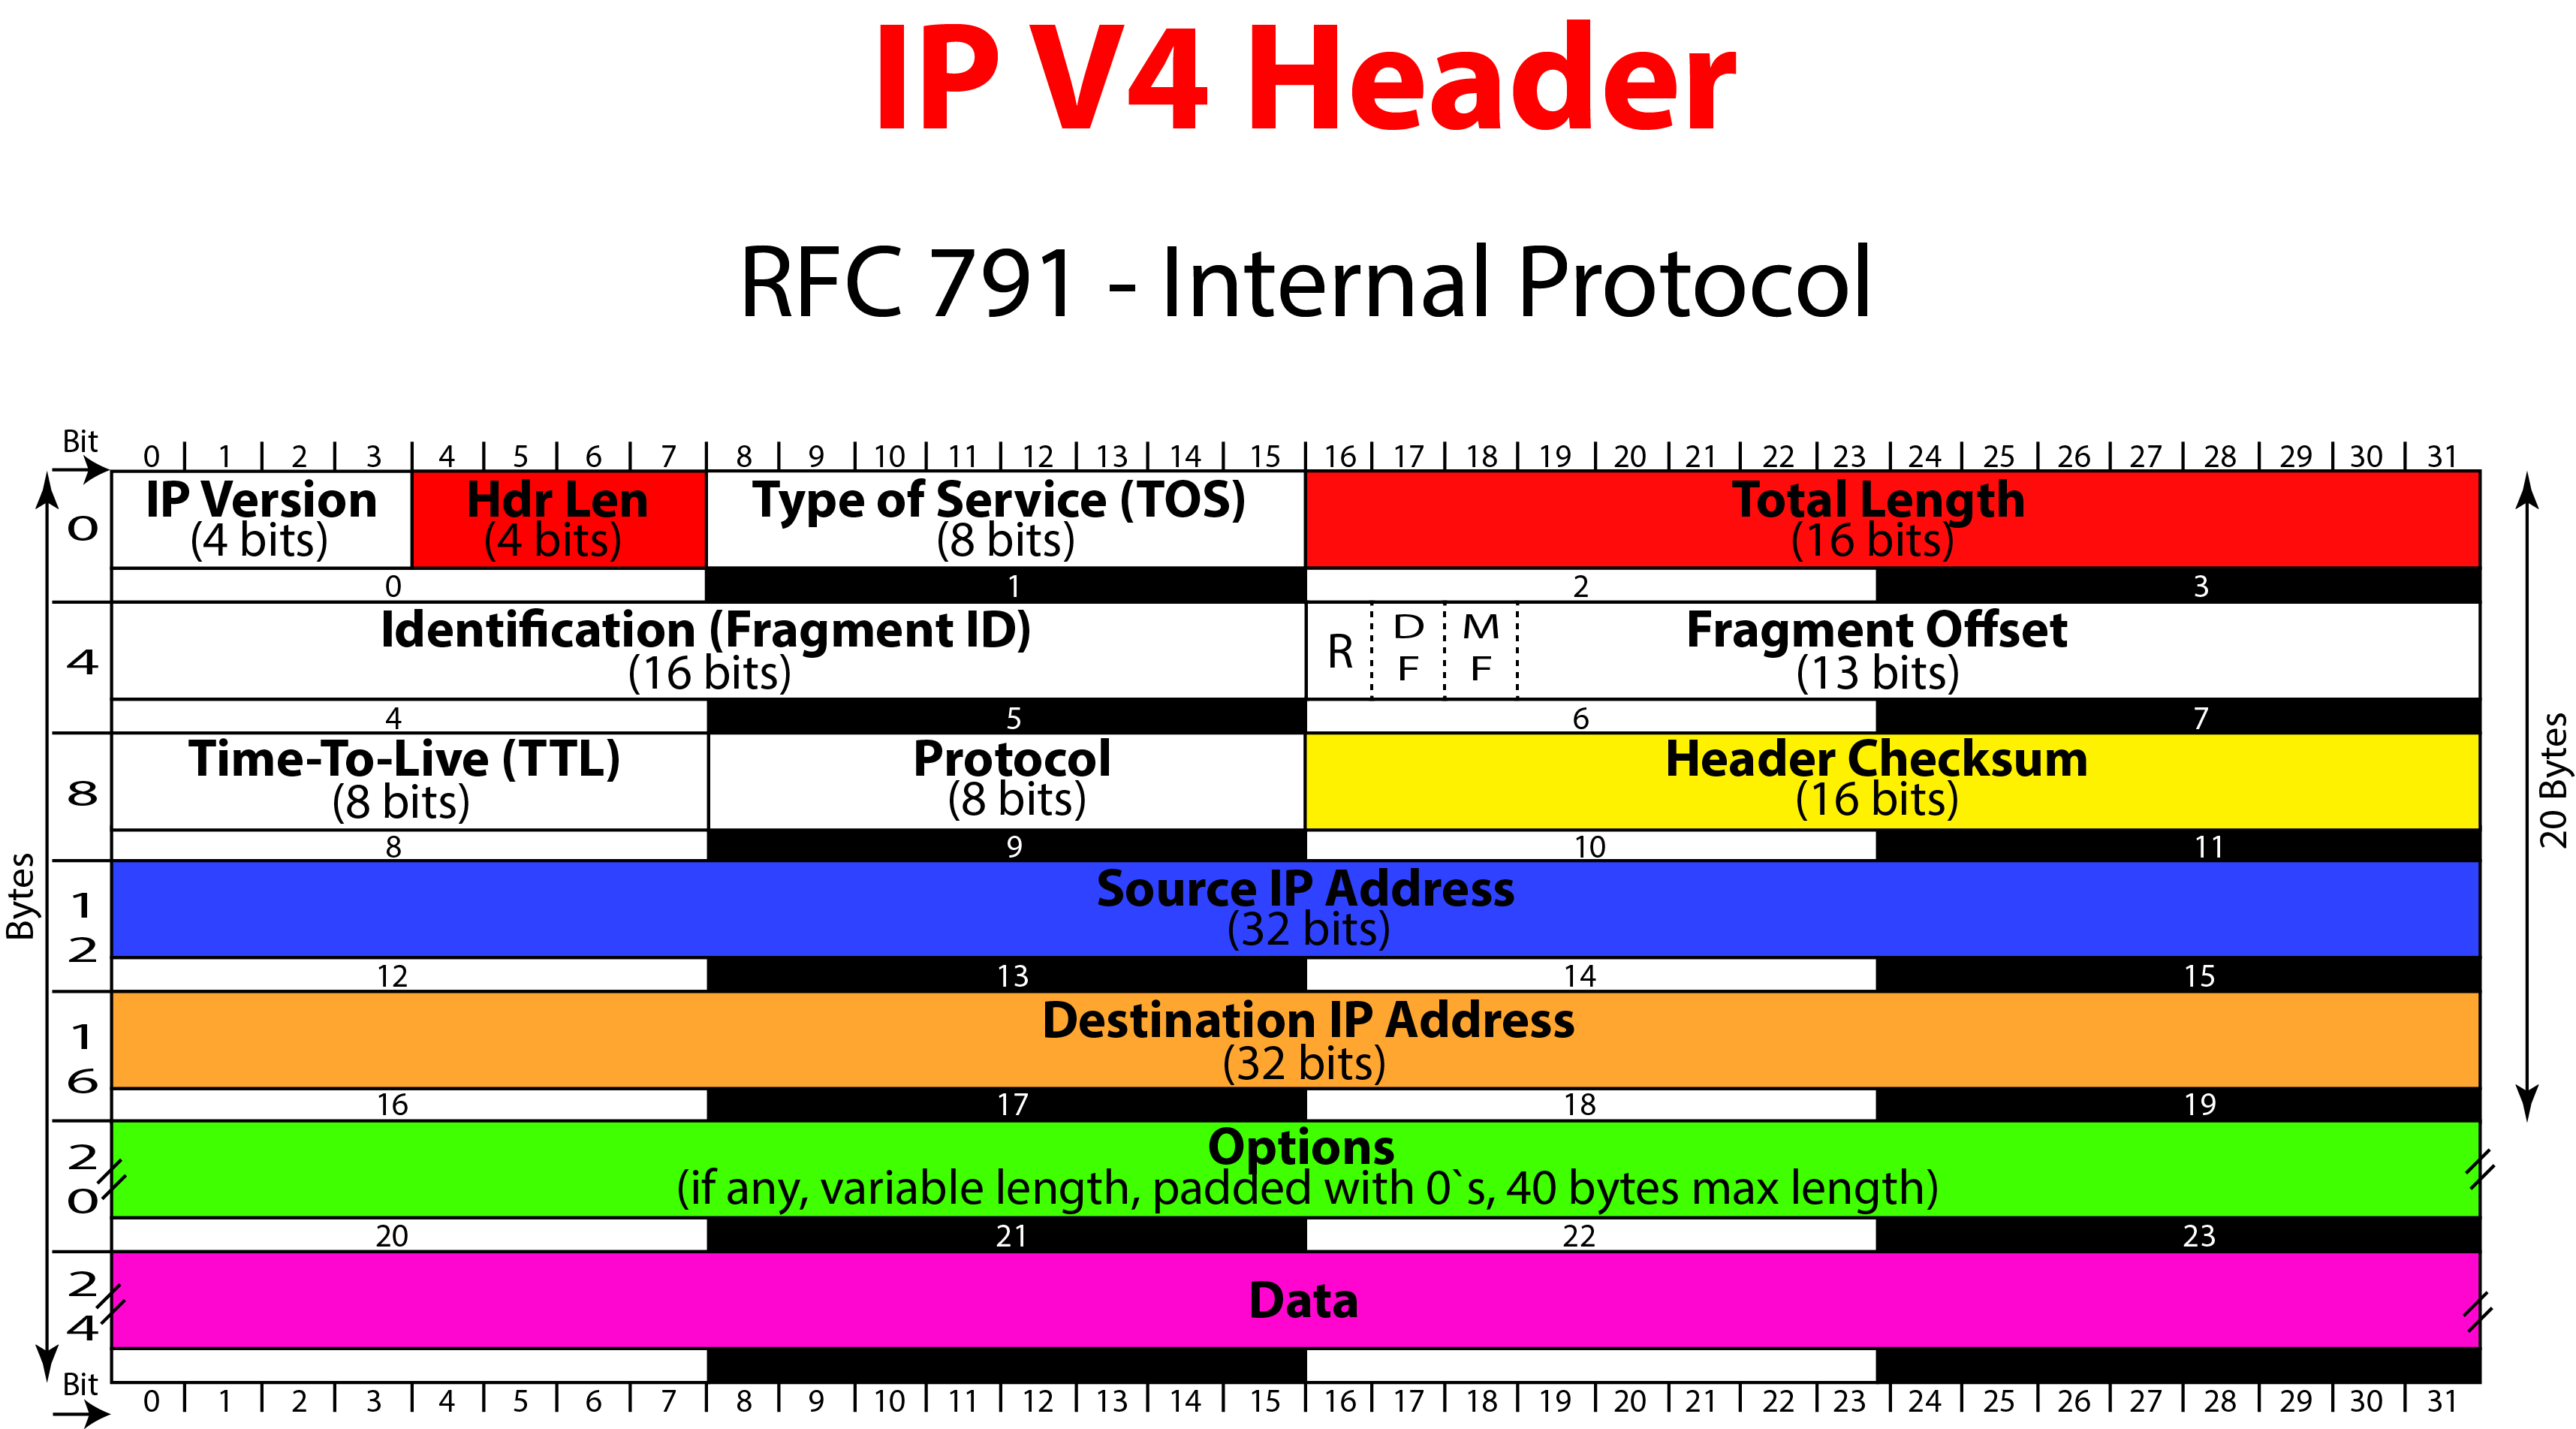 IP V4 Header
RFC 791 - Internal Protocol
Bit
0 1 2 3 4 5 6 7 8 9 10 11 12 13 14 15 16 17 18 19 20 21 22 23 24 25 26 27 28 29 30 31
0 IP Version Hdr Len Type of Service (TOS) Total Length
(4 bits) (4 bits) (8 bits) (16 bits)
0 1 2 3
4 Identification (Fragment ID) R D F M F Fragment Offset
(16 bits) (13 bits)
4 5 6 7
8 Time-To-Live (TTL) Protocol Header Checksum
(8 bits) (8 bits) (16 bits)
8 9 10 11
Bytes
20 Bytes
12 Source IP Address
(32 bits)
12 13 14 15
16 Destination IP Address
(32 bits)
16 17 18 19
20 Options
(if any, variable length, padded with 0`s, 40 bytes max length)
20 21 22 23
24 Data
Bit
0 1 2 3 4 5 6 7 8 9 10 11 12 13 14 15 16 17 18 19 20 21 22 23 24 25 26 27 28 29 30 31